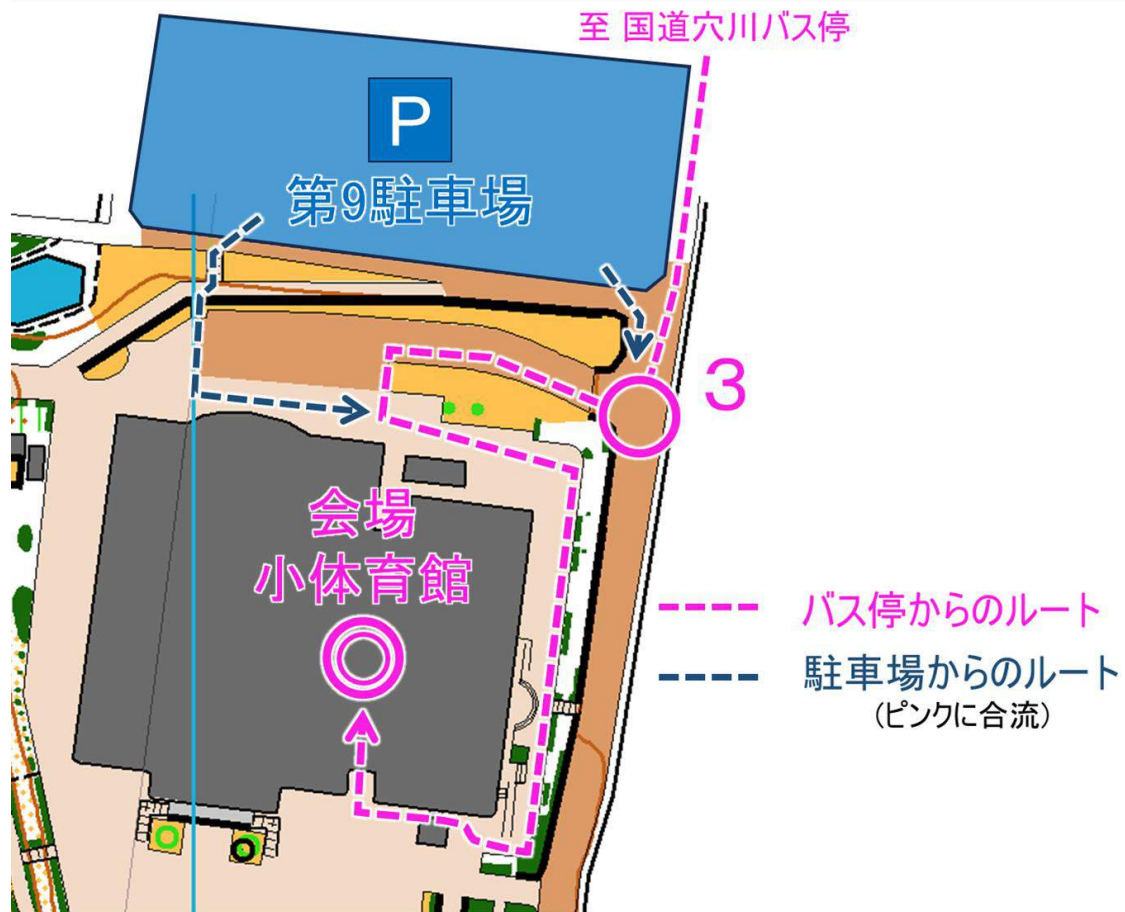 至 国道穴川バス停
P
第9駐車場
3
会場
小体育館
バス停からのルート
駐車場からのルート
(ピンクに合流)